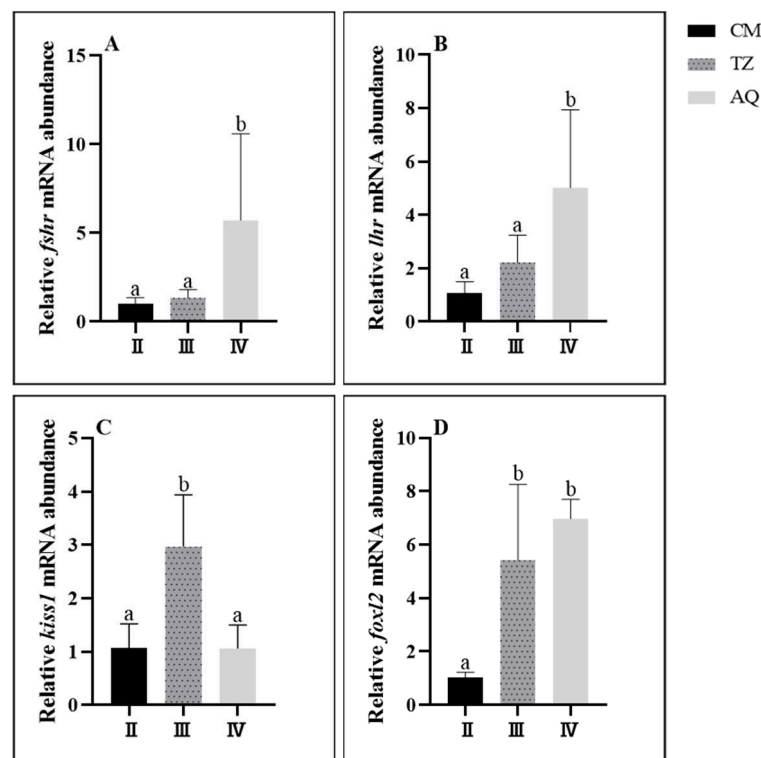 A
Relative fshr mRNA abundance
15
10
5
0
a
a
b
Ⅱ
Ⅲ
Ⅳ
B
Relative lhr mRNA abundance
10
8
6
4
2
0
a
a
b
Ⅱ
Ⅲ
Ⅳ
CM
TZ
AQ
C
Relative kiss1 mRNA abundance
5
4
3
2
1
0
a
b
a
Ⅱ
Ⅲ
Ⅳ
D
Relative foxl2 mRNA abundance
10
8
6
4
2
0
a
b
b
Ⅱ
Ⅲ
Ⅳ